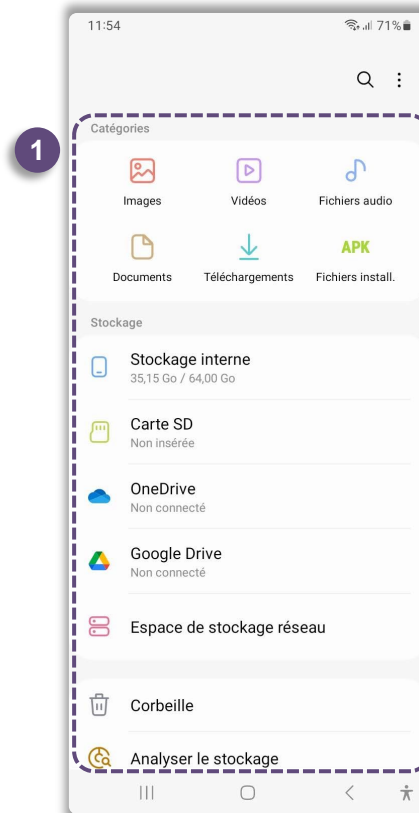 11:54 71%
1
Catégories
Images Vidéos Fichiers audio
APK
Documents Téléchargements Fichiers install.
Stockage
Stockage interne
35,15 Go / 64,00 Go
Carte SD
Non insérée
OneDrive
Non connecté
Google Drive
Non connecté
Espace de stockage réseau
Corbeille
Analyser le stockage